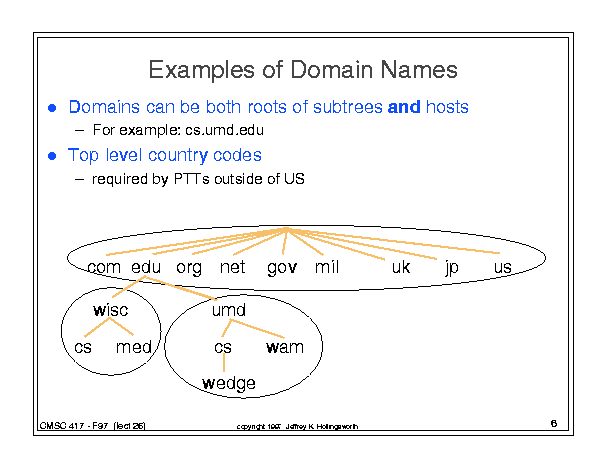 Examples of Domain Names
● Domains can be both roots of subtrees and hosts
– For example: cs.umd.edu
● Top level country codes
– required by PTTs outside of US
com edu org net gov mil uk jp us
wisc umd
cs med cs wam
wedge
CMSC 417 - F97 (lect 26) copyright 1997 Jeffrey K. Hollingsworth 6